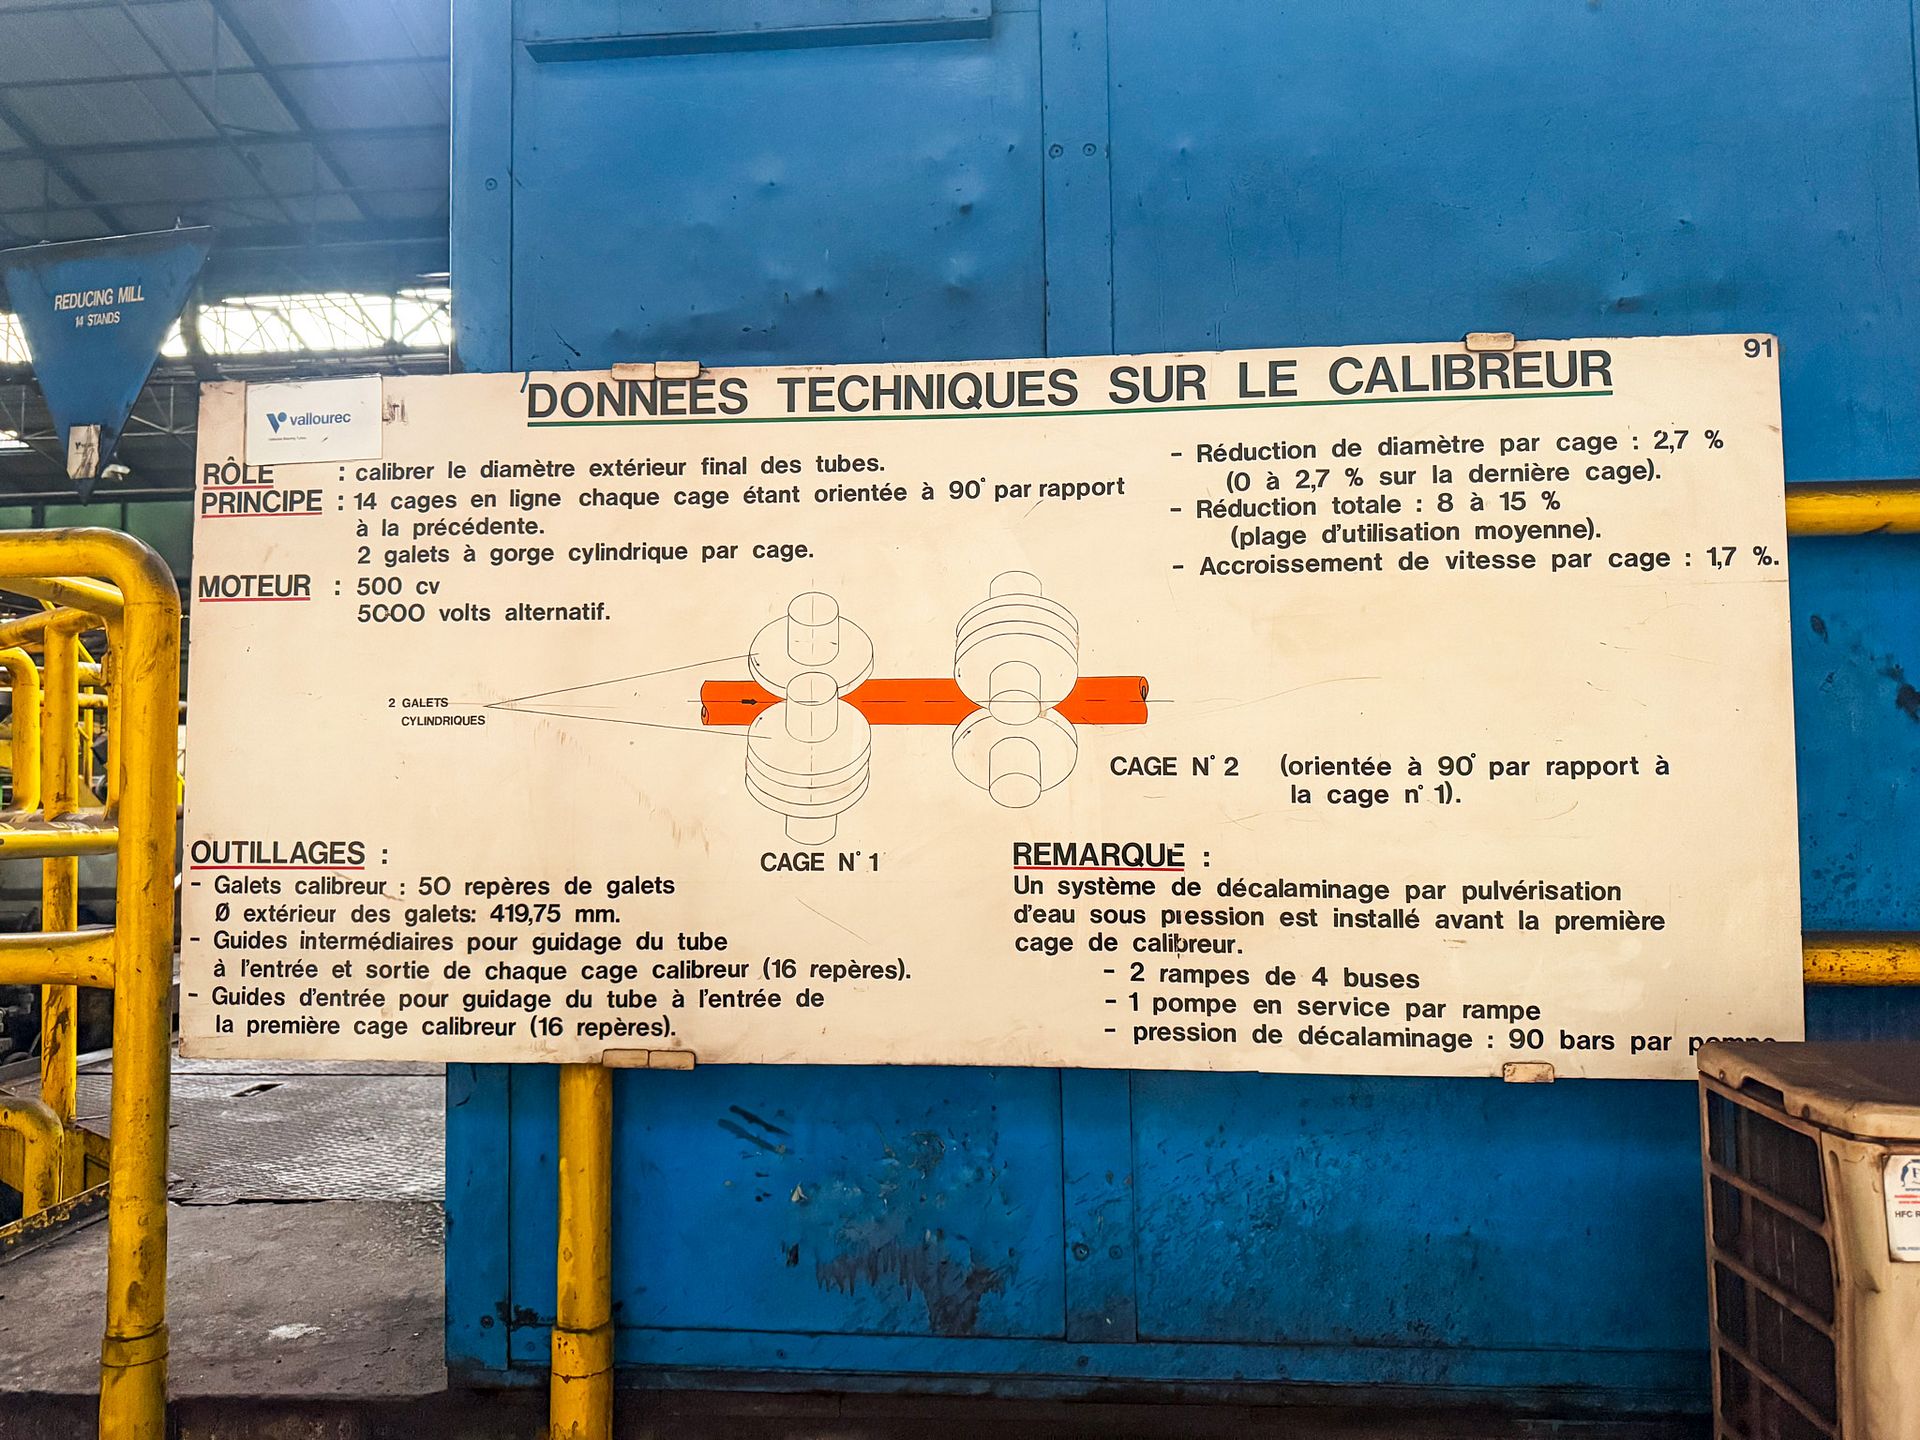 REDUCING MILL
14 STANDS
91
vallourec
DONNEES TECHNIQUES SUR LE CALIBREUR
RÔLE : calibrer le diamètre extérieur final des tubes.
PRINCIPE : 14 cages en ligne chaque cage étant orientée à 90° par rapport
à la précédente.
2 galets à gorge cylindrique par cage.
MOTEUR : 500 cv
5000 volts alternatif.
- Réduction de diamètre par cage : 2,7 %
(0 à 2,7 % sur la dernière cage).
- Réduction totale : 8 à 15 %
(plage d'utilisation moyenne).
- Accroissement de vitesse par cage : 1,7 %.
2 GALETS
CYLINDRIQUES
CAGE N° 1
CAGE N° 2 (orientée à 90° par rapport à
la cage n° 1).
OUTILLAGES :
- Galets calibreur : 50 repères de galets
Ø extérieur des galets: 419,75 mm.
- Guides intermédiaires pour guidage du tube
à l'entrée et sortie de chaque cage calibreur (16 repères).
- Guides d'entrée pour guidage du tube à l'entrée de
la première cage calibreur (16 repères).
REMARQUE :
Un système de décalaminage par pulvérisation
d'eau sous pression est installé avant la première
cage de calibreur.
- 2 rampes de 4 buses
- 1 pompe en service par rampe
- pression de décalaminage : 90 bars par pompe
HFC